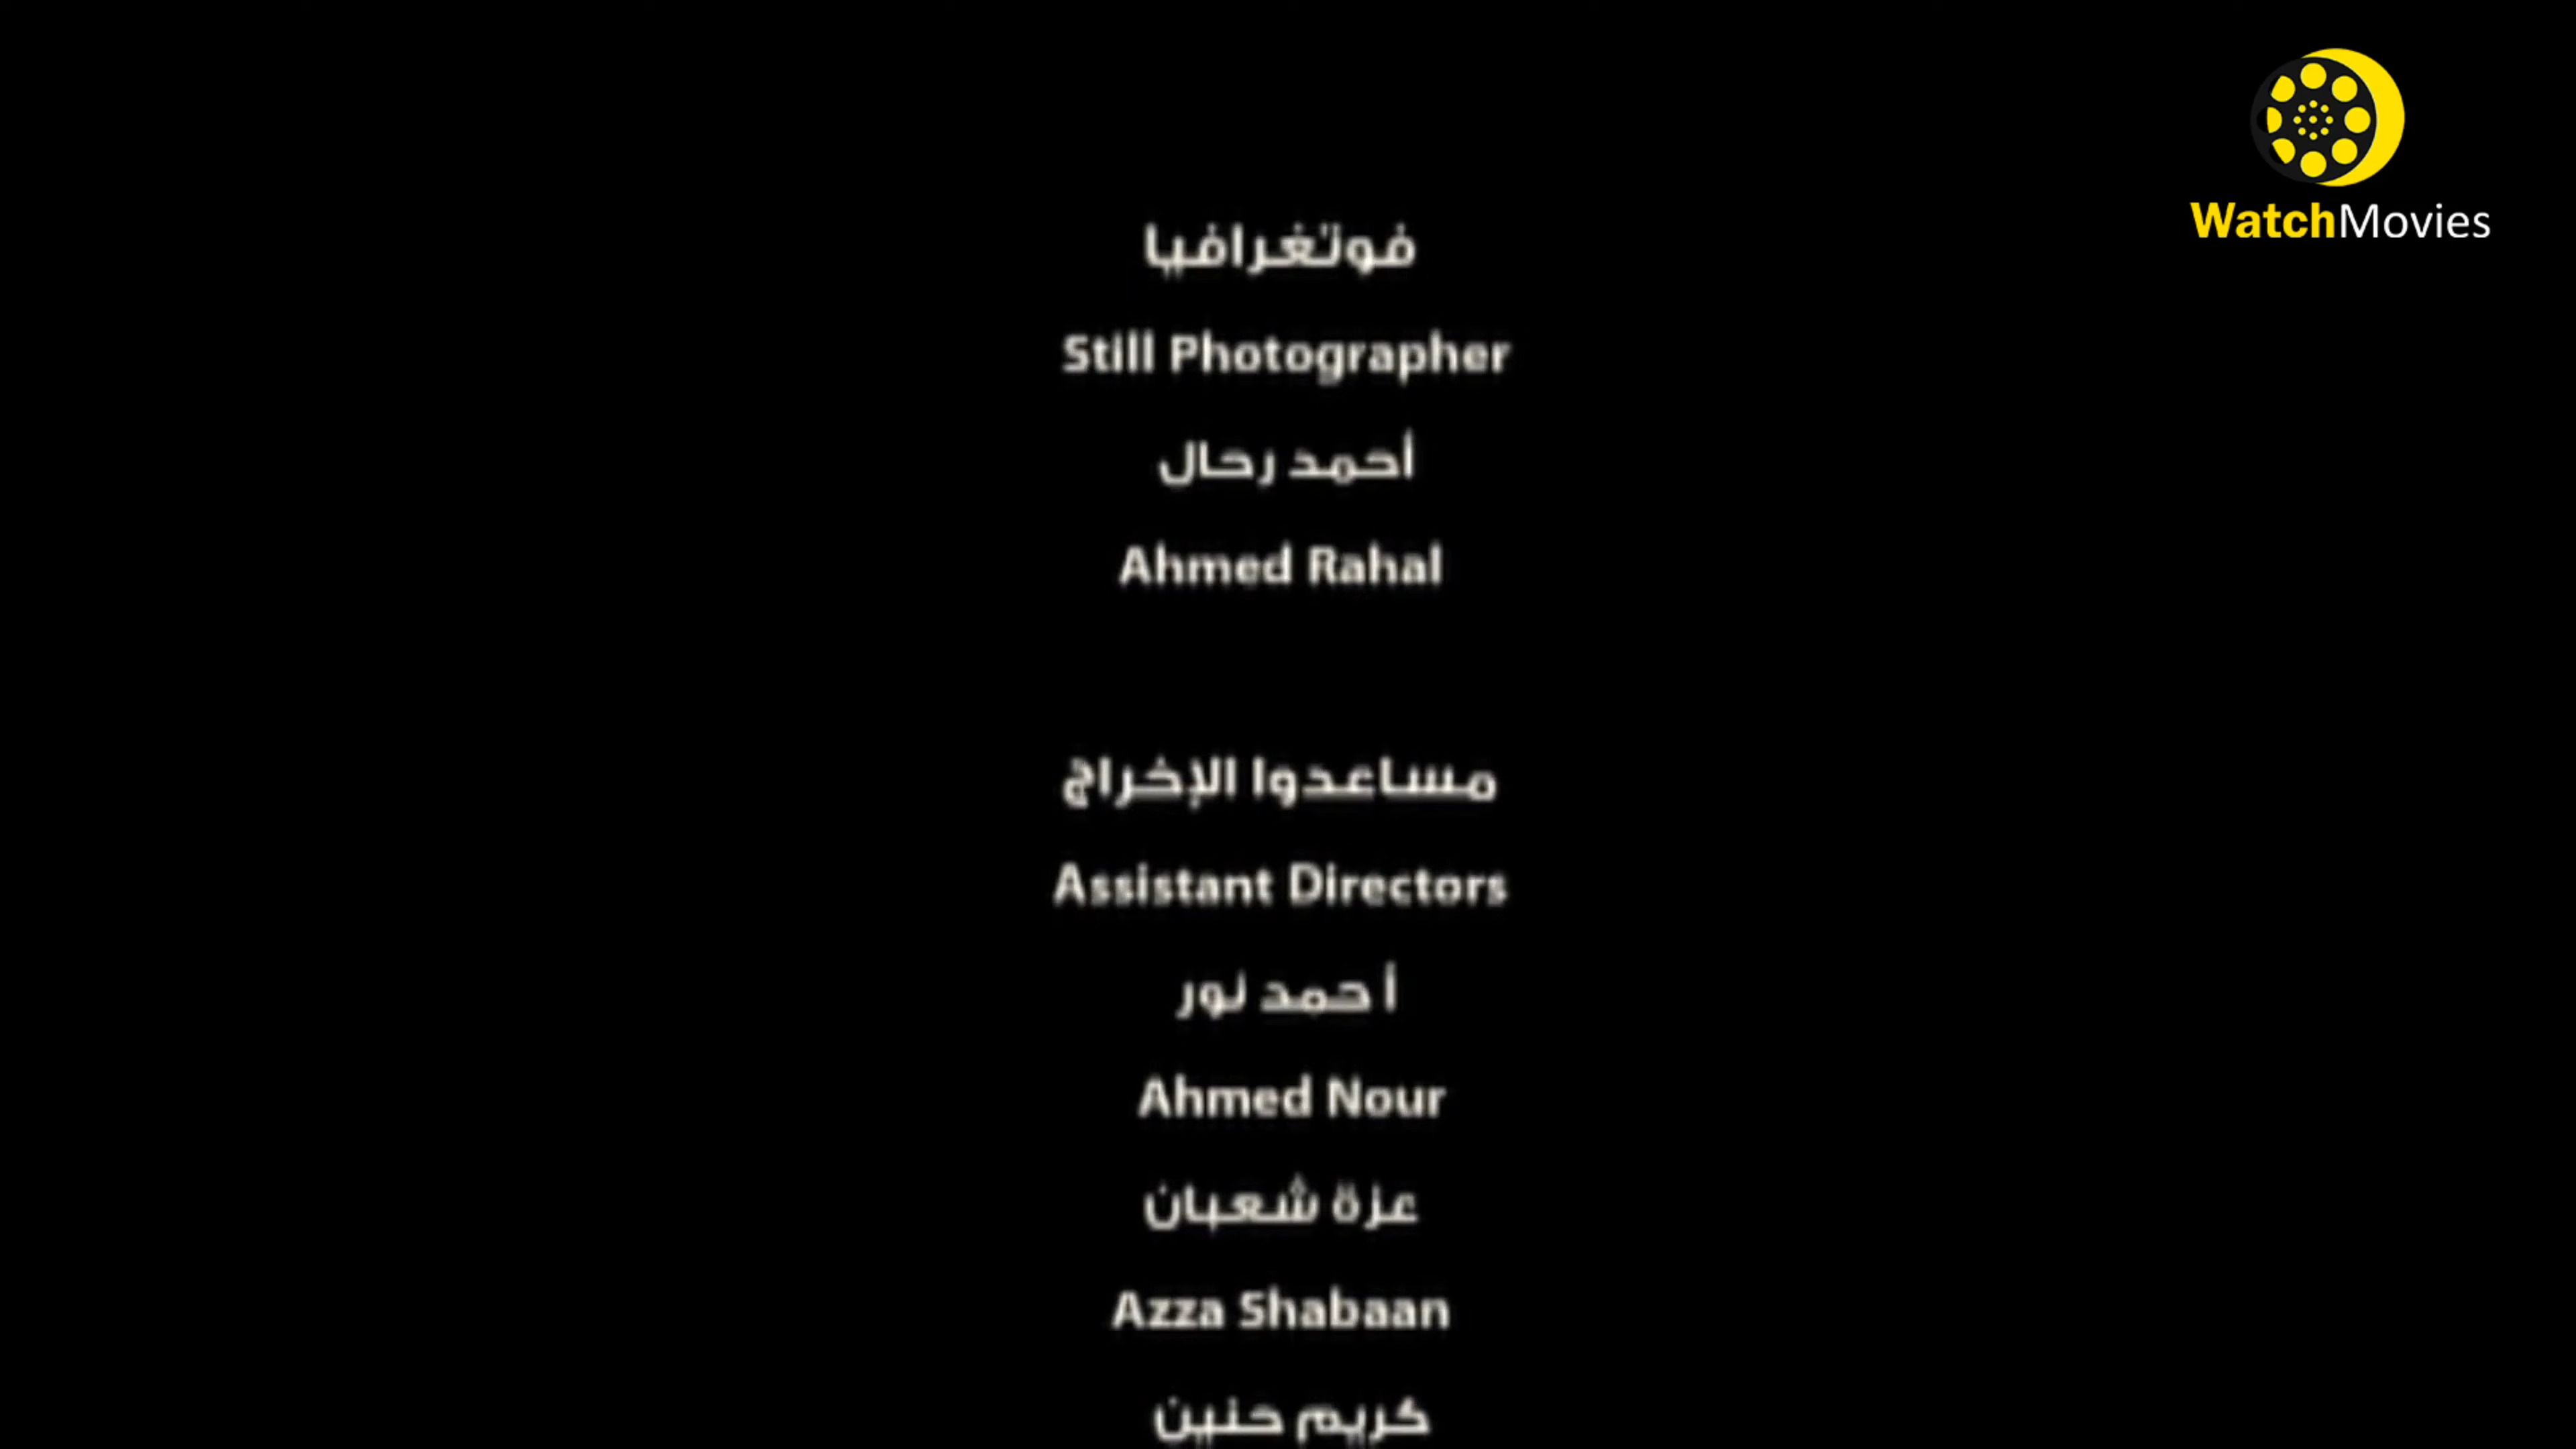 WatchMovies
فوتغرافيا
Still Photographer
أحمد رحال
Ahmed Rahal
مساعدوا الإخراج
Assistant Directors
أحمد نور
Ahmed Nour
عزة شعبان
Azza Shabaan
كريم حنين